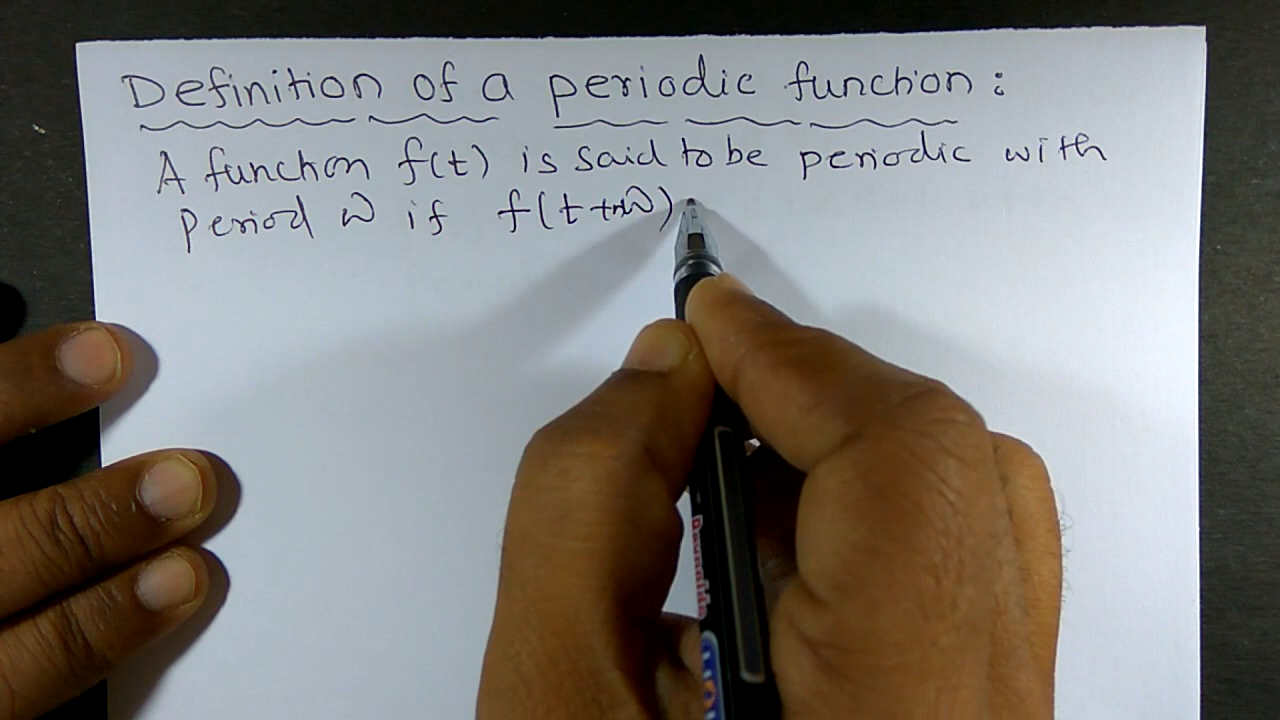 Definition of a periodic function :
A function f(t) is said to be periodic with
period ω if f(t+nω)